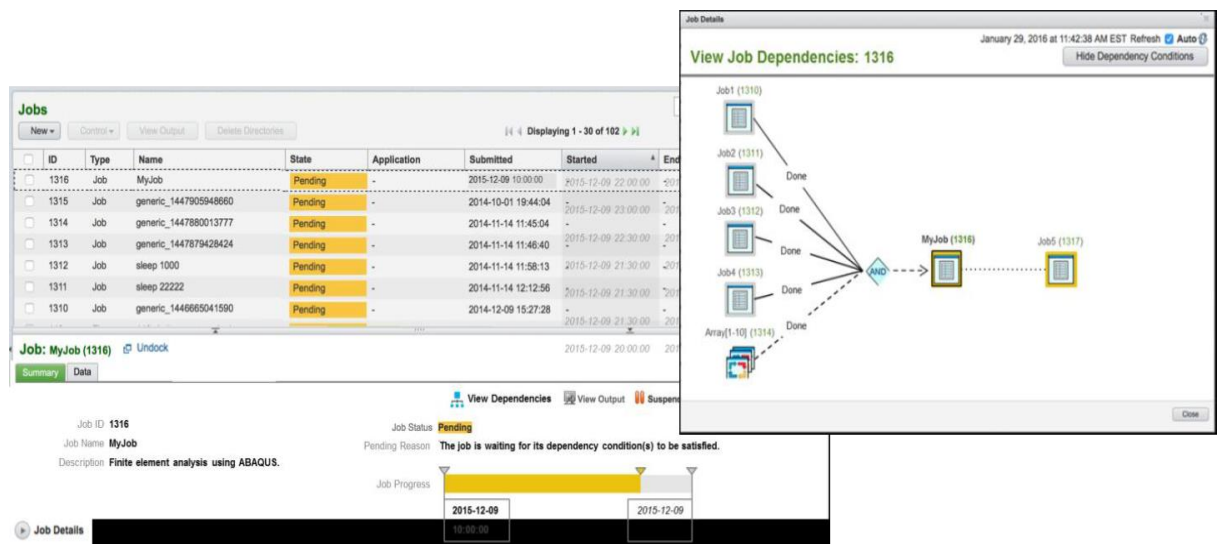 Job Details
January 29, 2016 at 11:42:38 AM EST Refresh Auto
View Job Dependencies: 1316
Hide Dependency Conditions
Job1 (1310)
Job2 (1311)
Done
Job3 (1312)
Done
Done
MyJob (1316)
Job5 (1317)
Job4 (1313)
AND
Done
Array[1-10] (1314)
Done
Close
Jobs
New Control View Output Delete Directories Displaying 1 - 30 of 102
ID Type Name State Application Submitted Started End
1316 Job MyJob Pending - 2015-12-09 10:00:00 2015-12-09 22:00:00
1315 Job generic_1447905948660 Pending - 2014-10-01 19:44:04 - 2015-12-09 23:00:00
1314 Job generic_1447880013777 Pending - 2014-11-14 11:45:04 -
1313 Job generic_1447879428424 Pending - 2014-11-14 11:46:40 2015-12-09 22:30:00 -
1312 Job sleep 1000 Pending - 2014-11-14 11:58:13 2015-12-09 21:30:00
1311 Job sleep 22222 Pending - 2014-11-14 12:12:56 2015-12-09 21:30:00
1310 Job generic_1446665041590 Pending - 2014-12-09 15:27:28 - 2015-12-09 21:30:00
Job: MyJob (1316) Undock 2015-12-09 20:00:00
Summary Data
View Dependencies View Output Suspend
Job ID 1316 Job Status Pending
Job Name MyJob Pending Reason The job is waiting for its dependency condition(s) to be satisfied.
Description Finite element analysis using ABAQUS.
Job Progress
2015-12-09 2015-12-09
Job Details 10:00:00